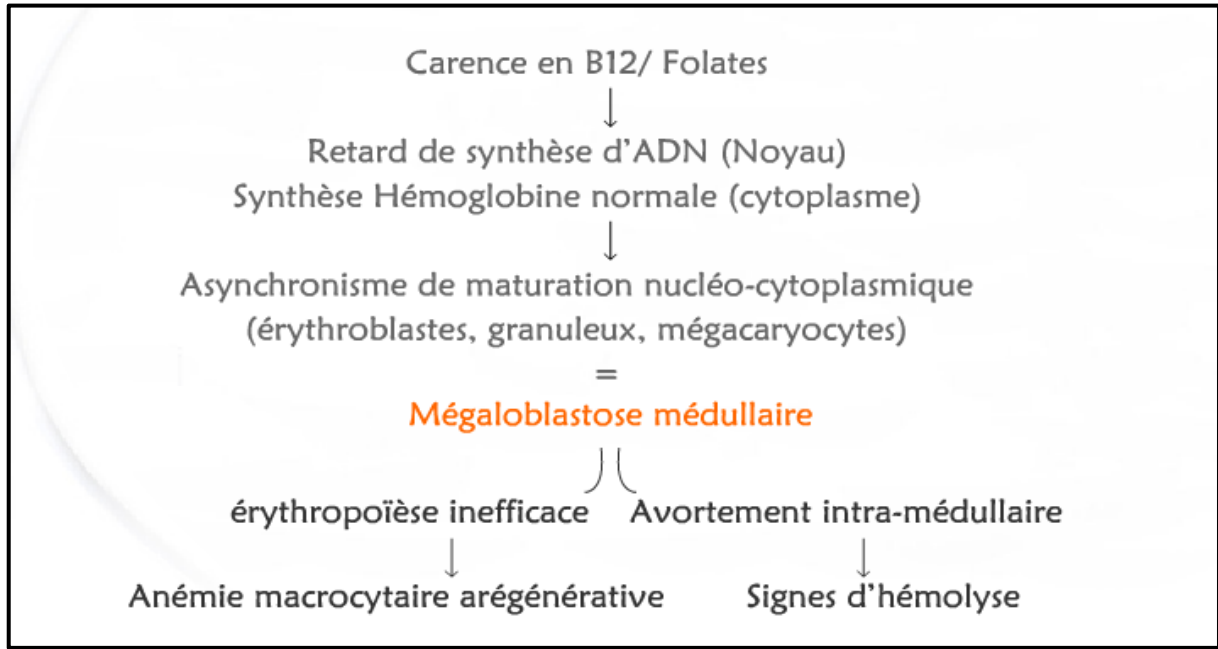 Carence en B12/ Folates
↓
Retard de synthèse d'ADN (Noyau)
Synthèse Hémoglobine normale (cytoplasme)
↓
Asynchronisme de maturation nucléo-cytoplasmique
(érythroblastes, granuleux, mégacaryocytes)
=
Mégaloblastose médullaire
érythropoïèse inefficace Avortement intra-médullaire
↓ ↓
Anémie macrocytaire arégénérative Signes d'hémolyse